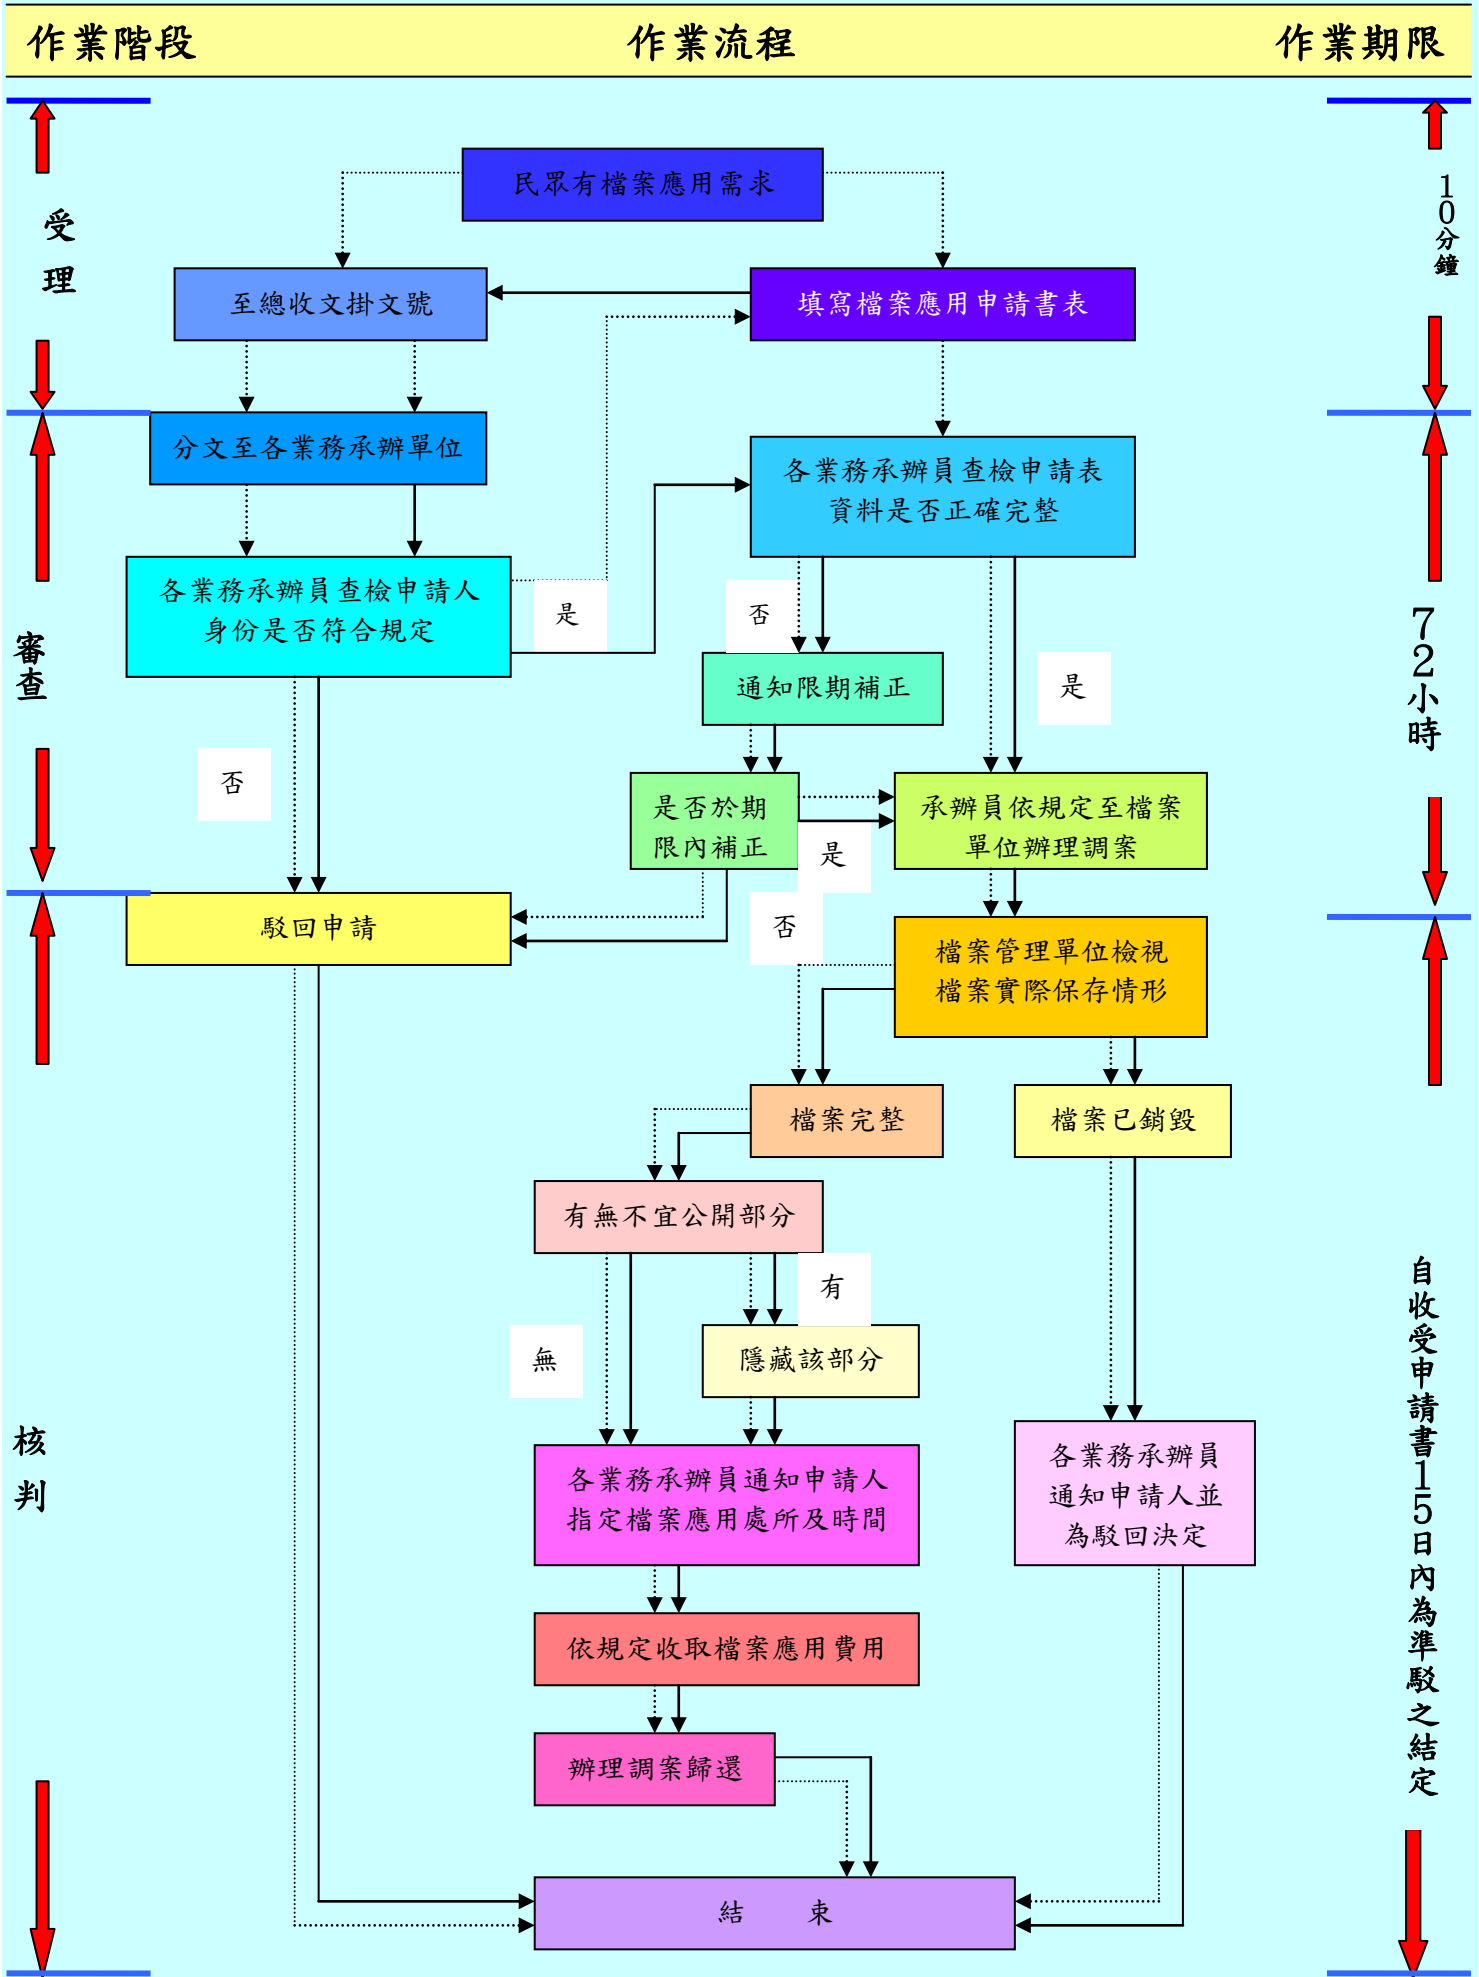 作業階段 作業流程 作業期限
民眾有檔案應用需求
10分鐘
受理
至總收文掛文號
填寫檔案應用申請書表
分文至各業務承辦單位
各業務承辦員查檢申請表
資料是否正確完整
各業務承辦員查檢申請人
身份是否符合規定
是
否
審查
72小時
通知限期補正
是
否
是否於期
限內補正
是
承辦員依規定至檔案
單位辦理調案
駁回申請
否
檔案管理單位檢視
檔案實際保存情形
檔案完整
檔案已銷毀
有無不宜公開部分
有
無
隱藏該部分
自收受申請書15日內為準駁之結定
核判
各業務承辦員通知申請人
指定檔案應用處所及時間
各業務承辦員
通知申請人並
為駁回決定
依規定收取檔案應用費用
辦理調案歸還
結 束